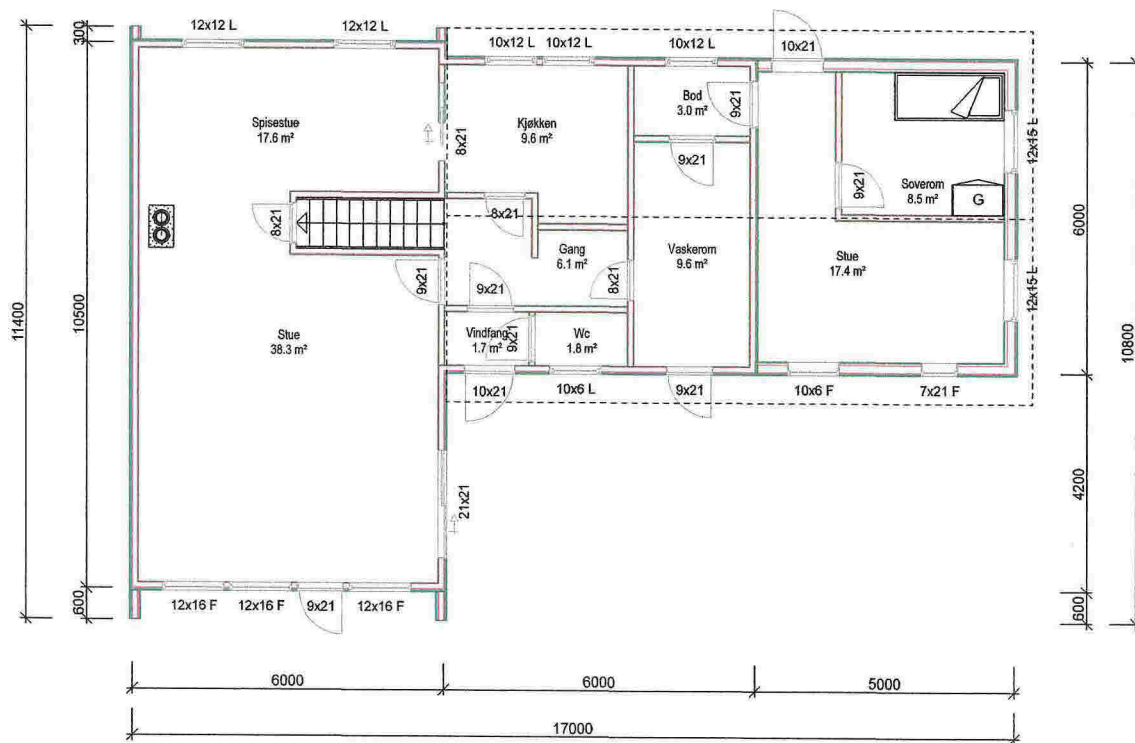 12x12 L
12x12 L
10x12 L
10x12 L
10x12 L
10x21
300
11400
10500
600
Spisestue
17.6 m²
8x21
Kjøkken
9.6 m²
Bod
3.0 m²
9x21
9x21
9x21
Soverom
8.5 m²
G
12x15 L
12x15 L
6000
10800
4200
600
8x21
8x21
Gang
6.1 m²
8x21
Vaskerom
9.6 m²
Stue
17.4 m²
9x21
9x21
Stue
38.3 m²
Vindfang
1.7 m²
9x21
Wc
1.8 m²
10x21
10x6 L
9x21
10x6 F
7x21 F
21x21
12x16 F
12x16 F
9x21
12x16 F
6000
6000
5000
17000